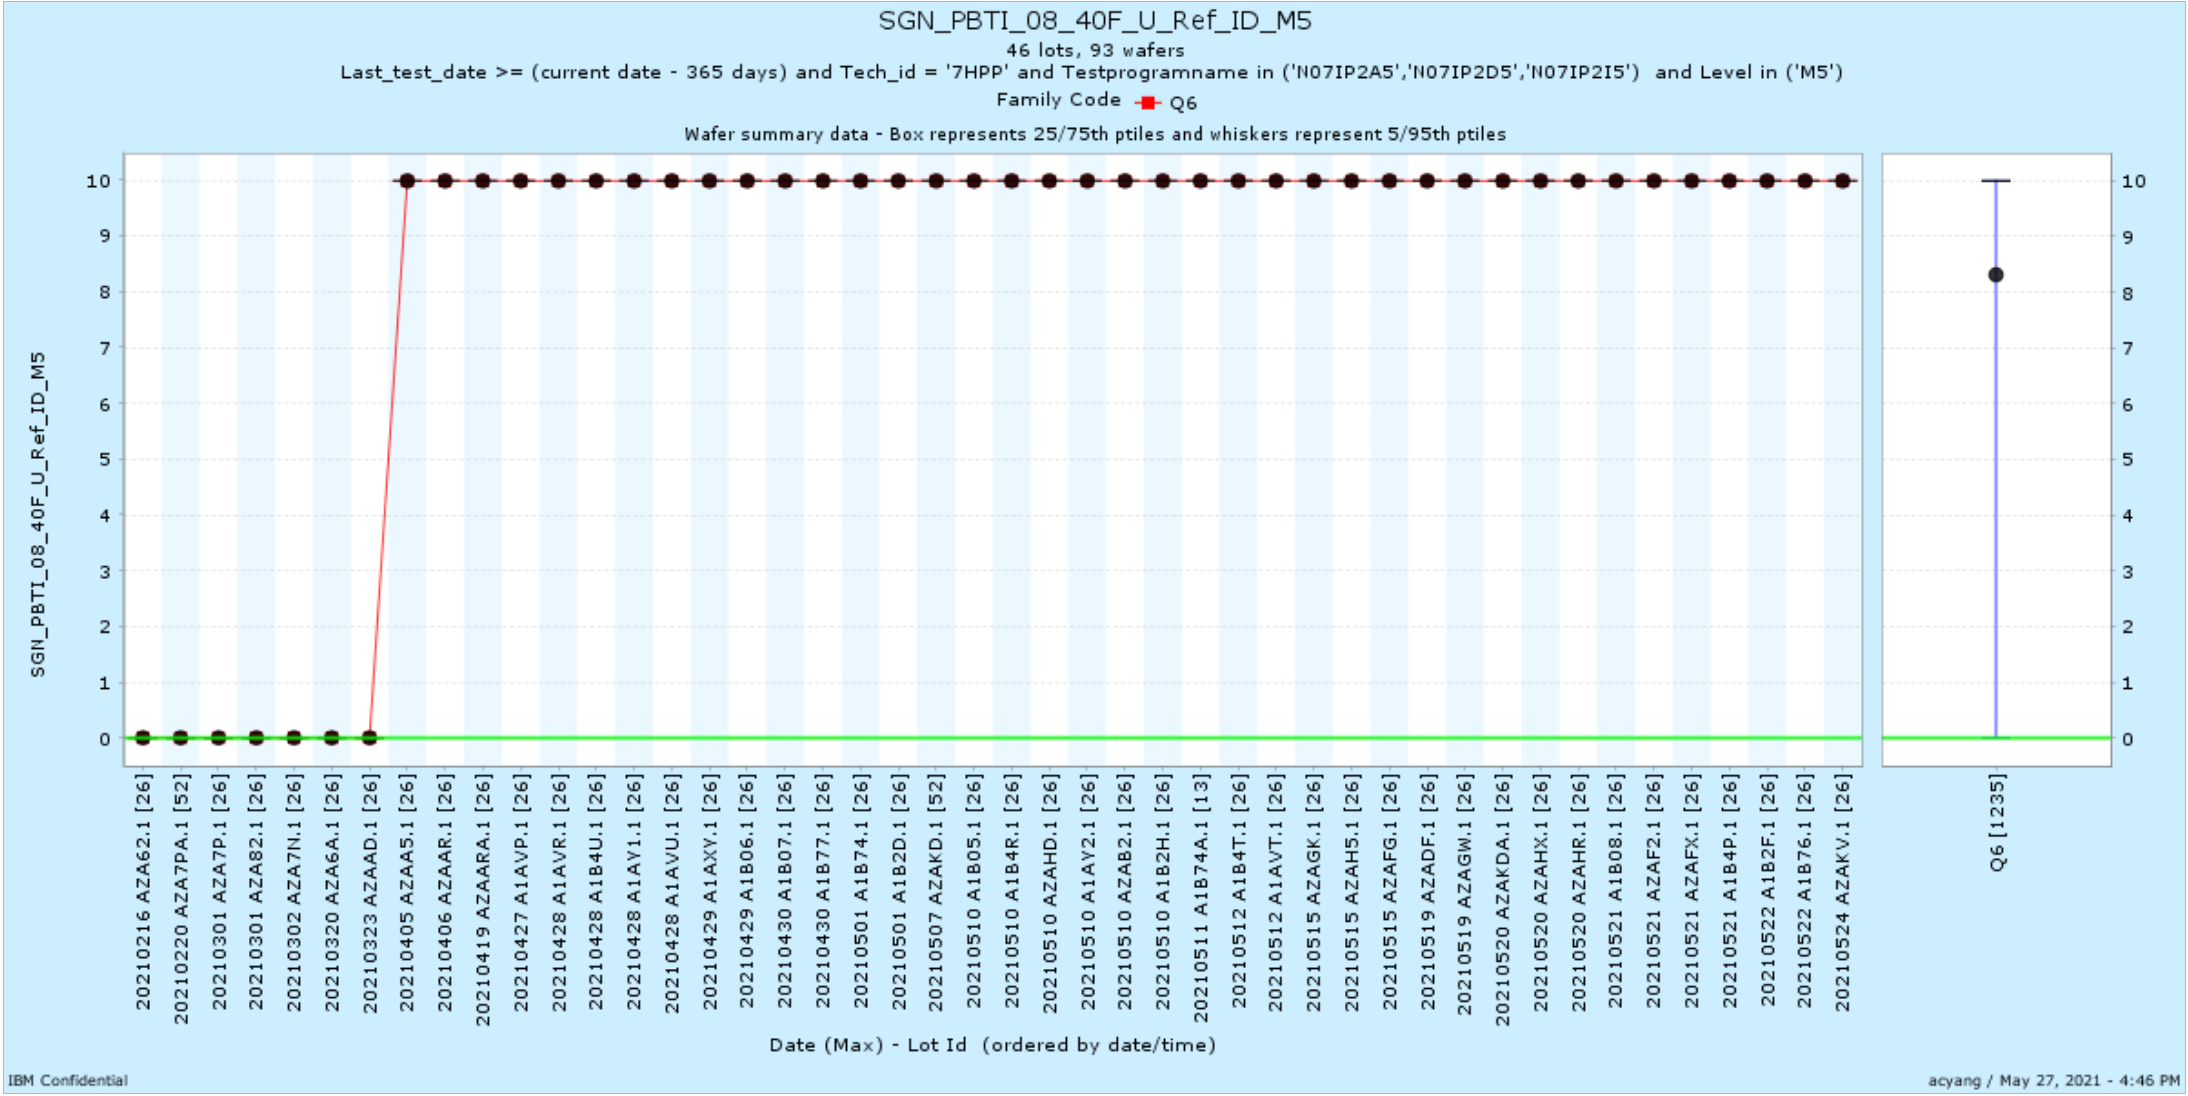 SGN_PBTI_08_40F_U_Ref_ID_M5
46 lots, 93 wafers
Last_test_date >= (current date - 365 days) and Tech_id = '7HPP' and Testprogramname in ('N07IP2A5','N07IP2D5','N07IP2I5')  and Level in ('M5')
Family Code Q6
Wafer summary data - Box represents 25/75th ptiles and whiskers represent 5/95th ptiles
SGN_PBTI_08_40F_U_Ref_ID_M5
10
9
8
7
6
5
4
3
2
1
0
10
9
8
7
6
5
4
3
2
1
0
20210216 AZA62.1 [26]
20210220 AZA7PA.1 [52]
20210301 AZA7P.1 [26]
20210301 AZA82.1 [26]
20210302 AZA7N.1 [26]
20210320 AZA6A.1 [26]
20210323 AZAAD.1 [26]
20210405 AZAA5.1 [26]
20210406 AZAAR.1 [26]
20210419 AZAARA.1 [26]
20210427 A1AVP.1 [26]
20210428 A1AVR.1 [26]
20210428 A1B4U.1 [26]
20210428 A1AY1.1 [26]
20210428 A1AVU.1 [26]
20210429 A1AXY.1 [26]
20210429 A1B06.1 [26]
20210430 A1B07.1 [26]
20210430 A1B77.1 [26]
20210501 A1B74.1 [26]
20210501 A1B2D.1 [26]
20210507 AZAKD.1 [52]
20210510 A1B05.1 [26]
20210510 A1B4R.1 [26]
20210510 AZAHD.1 [26]
20210510 A1AY2.1 [26]
20210510 AZAB2.1 [26]
20210510 A1B2H.1 [26]
20210511 A1B74A.1 [13]
20210512 A1B4T.1 [26]
20210512 A1AVT.1 [26]
20210515 AZAGK.1 [26]
20210515 AZAH5.1 [26]
20210515 AZAFG.1 [26]
20210519 AZADF.1 [26]
20210519 AZAGW.1 [26]
20210520 AZAKDA.1 [26]
20210520 AZAHX.1 [26]
20210520 AZAHR.1 [26]
20210521 A1B08.1 [26]
20210521 AZAF2.1 [26]
20210521 AZAFX.1 [26]
20210521 A1B4P.1 [26]
20210522 A1B2F.1 [26]
20210522 A1B76.1 [26]
20210524 AZAKV.1 [26]
Q6 [1235]
Date (Max) - Lot Id  (ordered by date/time)
IBM Confidential
acyang / May 27, 2021 - 4:46 PM